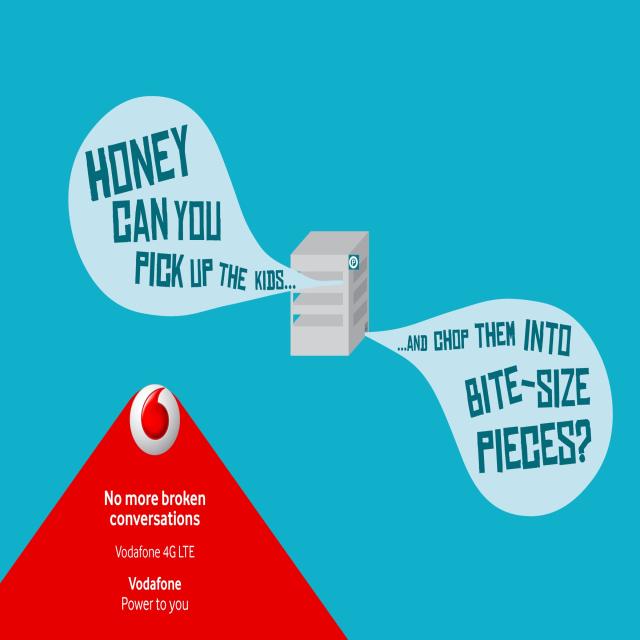 HONEY
CAN YOU
PICK UP THE KIDS...
...AND CHOP THEM INTO
BITE-SIZE
PIECES?
P
No more broken
conversations
Vodafone 4G LTE
Vodafone
Power to you